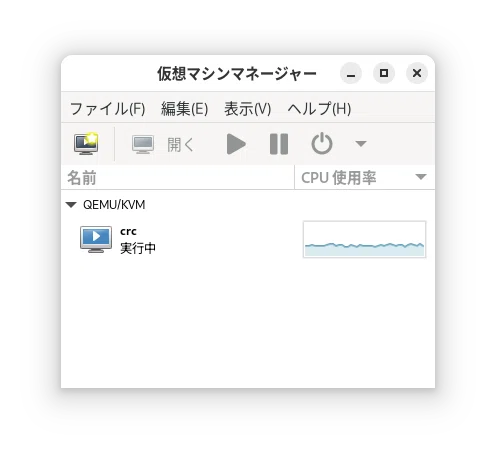 仮想マシンマネージャー
ファイル(F) 編集(E) 表示(V) ヘルプ(H)
開く
名前 CPU 使用率
QEMU/KVM
crc
実行中